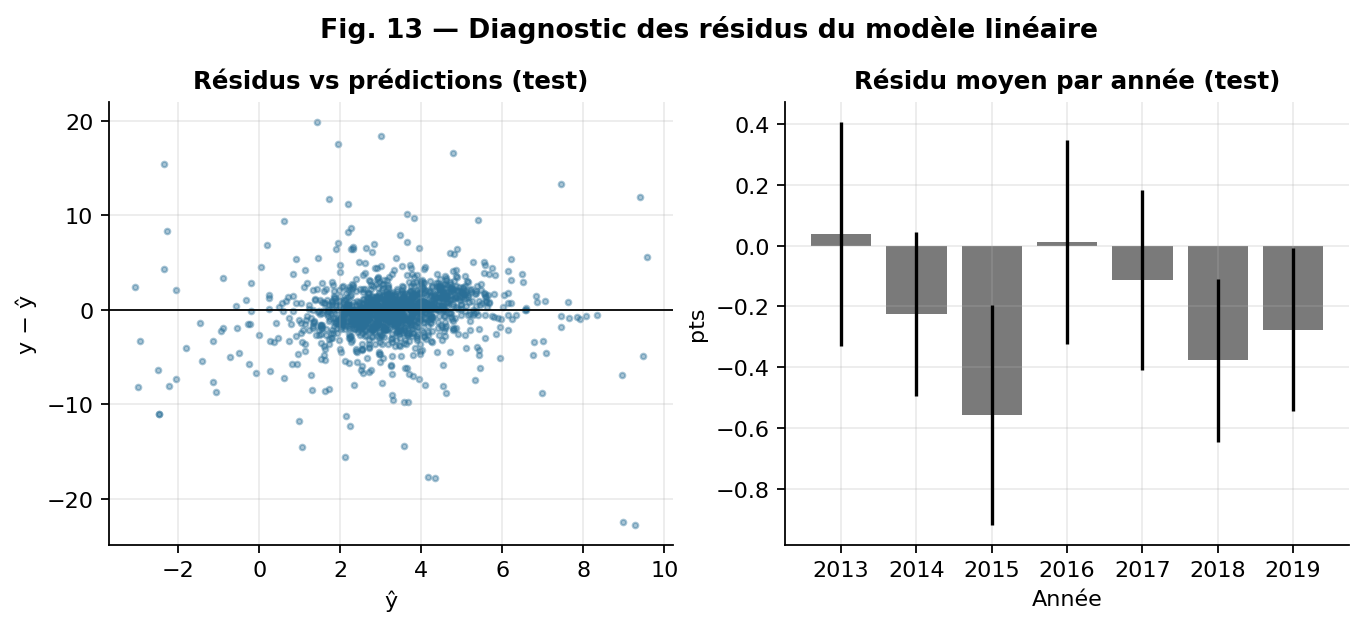 Fig. 13 — Diagnostic des résidus du modèle linéaire
Résidus vs prédictions (test)
y − ŷ
20
10
0
−10
−20
−2 0 2 4 6 8 10
ŷ
Résidu moyen par année (test)
pts
0.4
0.2
0.0
−0.2
−0.4
−0.6
−0.8
2013 2014 2015 2016 2017 2018 2019
Année